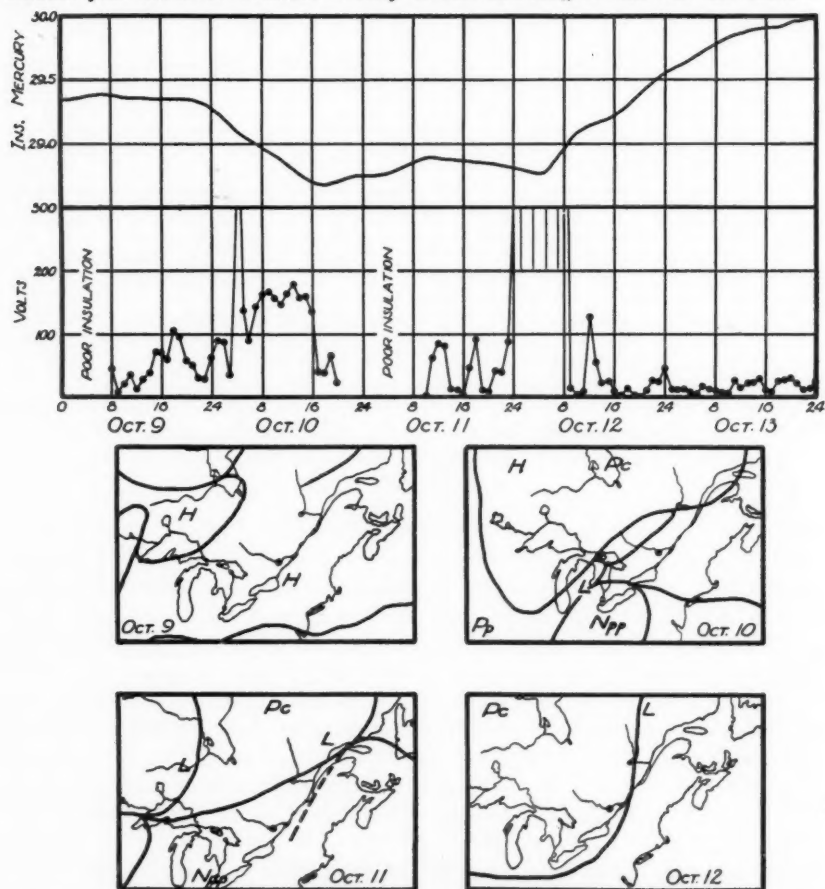 30.0
29.5
29.0
INS. MERCURY
300
200
100
VOLTS
POOR INSULATION
POOR INSULATION
0 8 16 24 8 16 24 8 16 24 8 16 24 8 16 24
OCT. 9 OCT. 10 OCT. 11 OCT. 12 OCT. 13
H
H
OCT. 9
H Pc
L
Pp Npp OCT. 10
Pc
L L
Npp OCT. 11
Pc L
OCT. 12